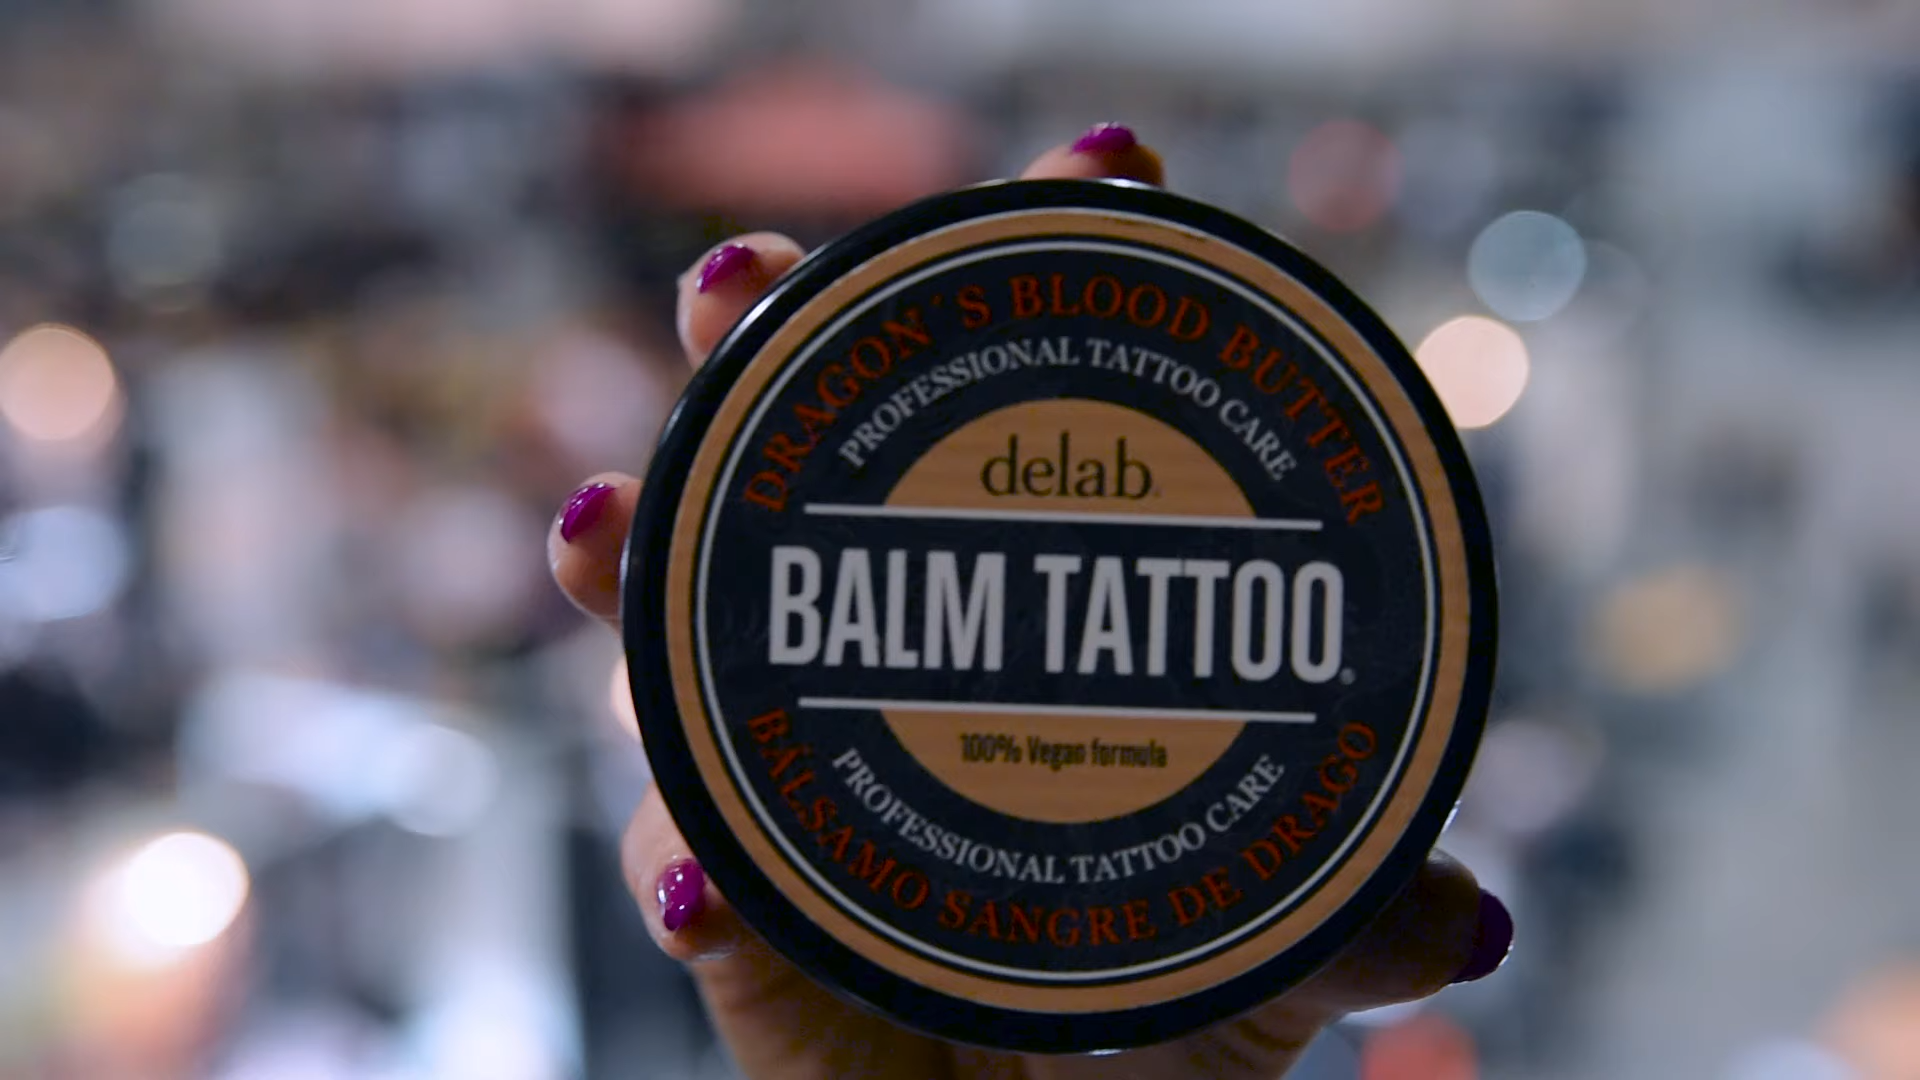 DRAGON´S BLOOD BUTTER
PROFESSIONAL TATTOO CARE
delab
BALM TATTOO
100% Vegan formula
PROFESSIONAL TATTOO CARE
BÁLSAMO SANGRE DE DRAGO